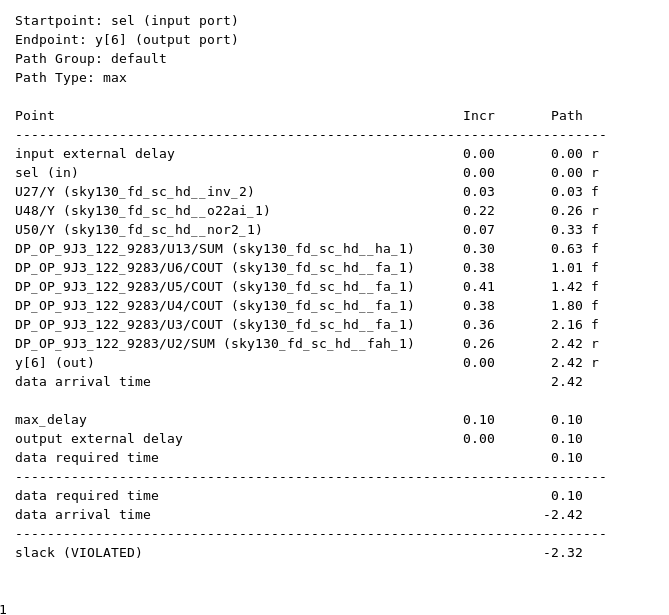 Startpoint: sel (input port)
Endpoint: y[6] (output port)
Path Group: default
Path Type: max
Point Incr Path
---------------------------------------------------------------------------
input external delay 0.00 0.00 r
sel (in) 0.00 0.00 r
U27/Y (sky130_fd_sc_hd__inv_2) 0.03 0.03 f
U48/Y (sky130_fd_sc_hd__o22ai_1) 0.22 0.26 r
U50/Y (sky130_fd_sc_hd__nor2_1) 0.07 0.33 f
DP_OP_9J3_122_9283/U13/SUM (sky130_fd_sc_hd__ha_1) 0.30 0.63 f
DP_OP_9J3_122_9283/U6/COUT (sky130_fd_sc_hd__fa_1) 0.38 1.01 f
DP_OP_9J3_122_9283/U5/COUT (sky130_fd_sc_hd__fa_1) 0.41 1.42 f
DP_OP_9J3_122_9283/U4/COUT (sky130_fd_sc_hd__fa_1) 0.38 1.80 f
DP_OP_9J3_122_9283/U3/COUT (sky130_fd_sc_hd__fa_1) 0.36 2.16 f
DP_OP_9J3_122_9283/U2/SUM (sky130_fd_sc_hd__fah_1) 0.26 2.42 r
y[6] (out) 0.00 2.42 r
data arrival time 2.42
max_delay 0.10 0.10
output external delay 0.00 0.10
data required time 0.10
---------------------------------------------------------------------------
data required time 0.10
data arrival time -2.42
---------------------------------------------------------------------------
slack (VIOLATED) -2.32
1